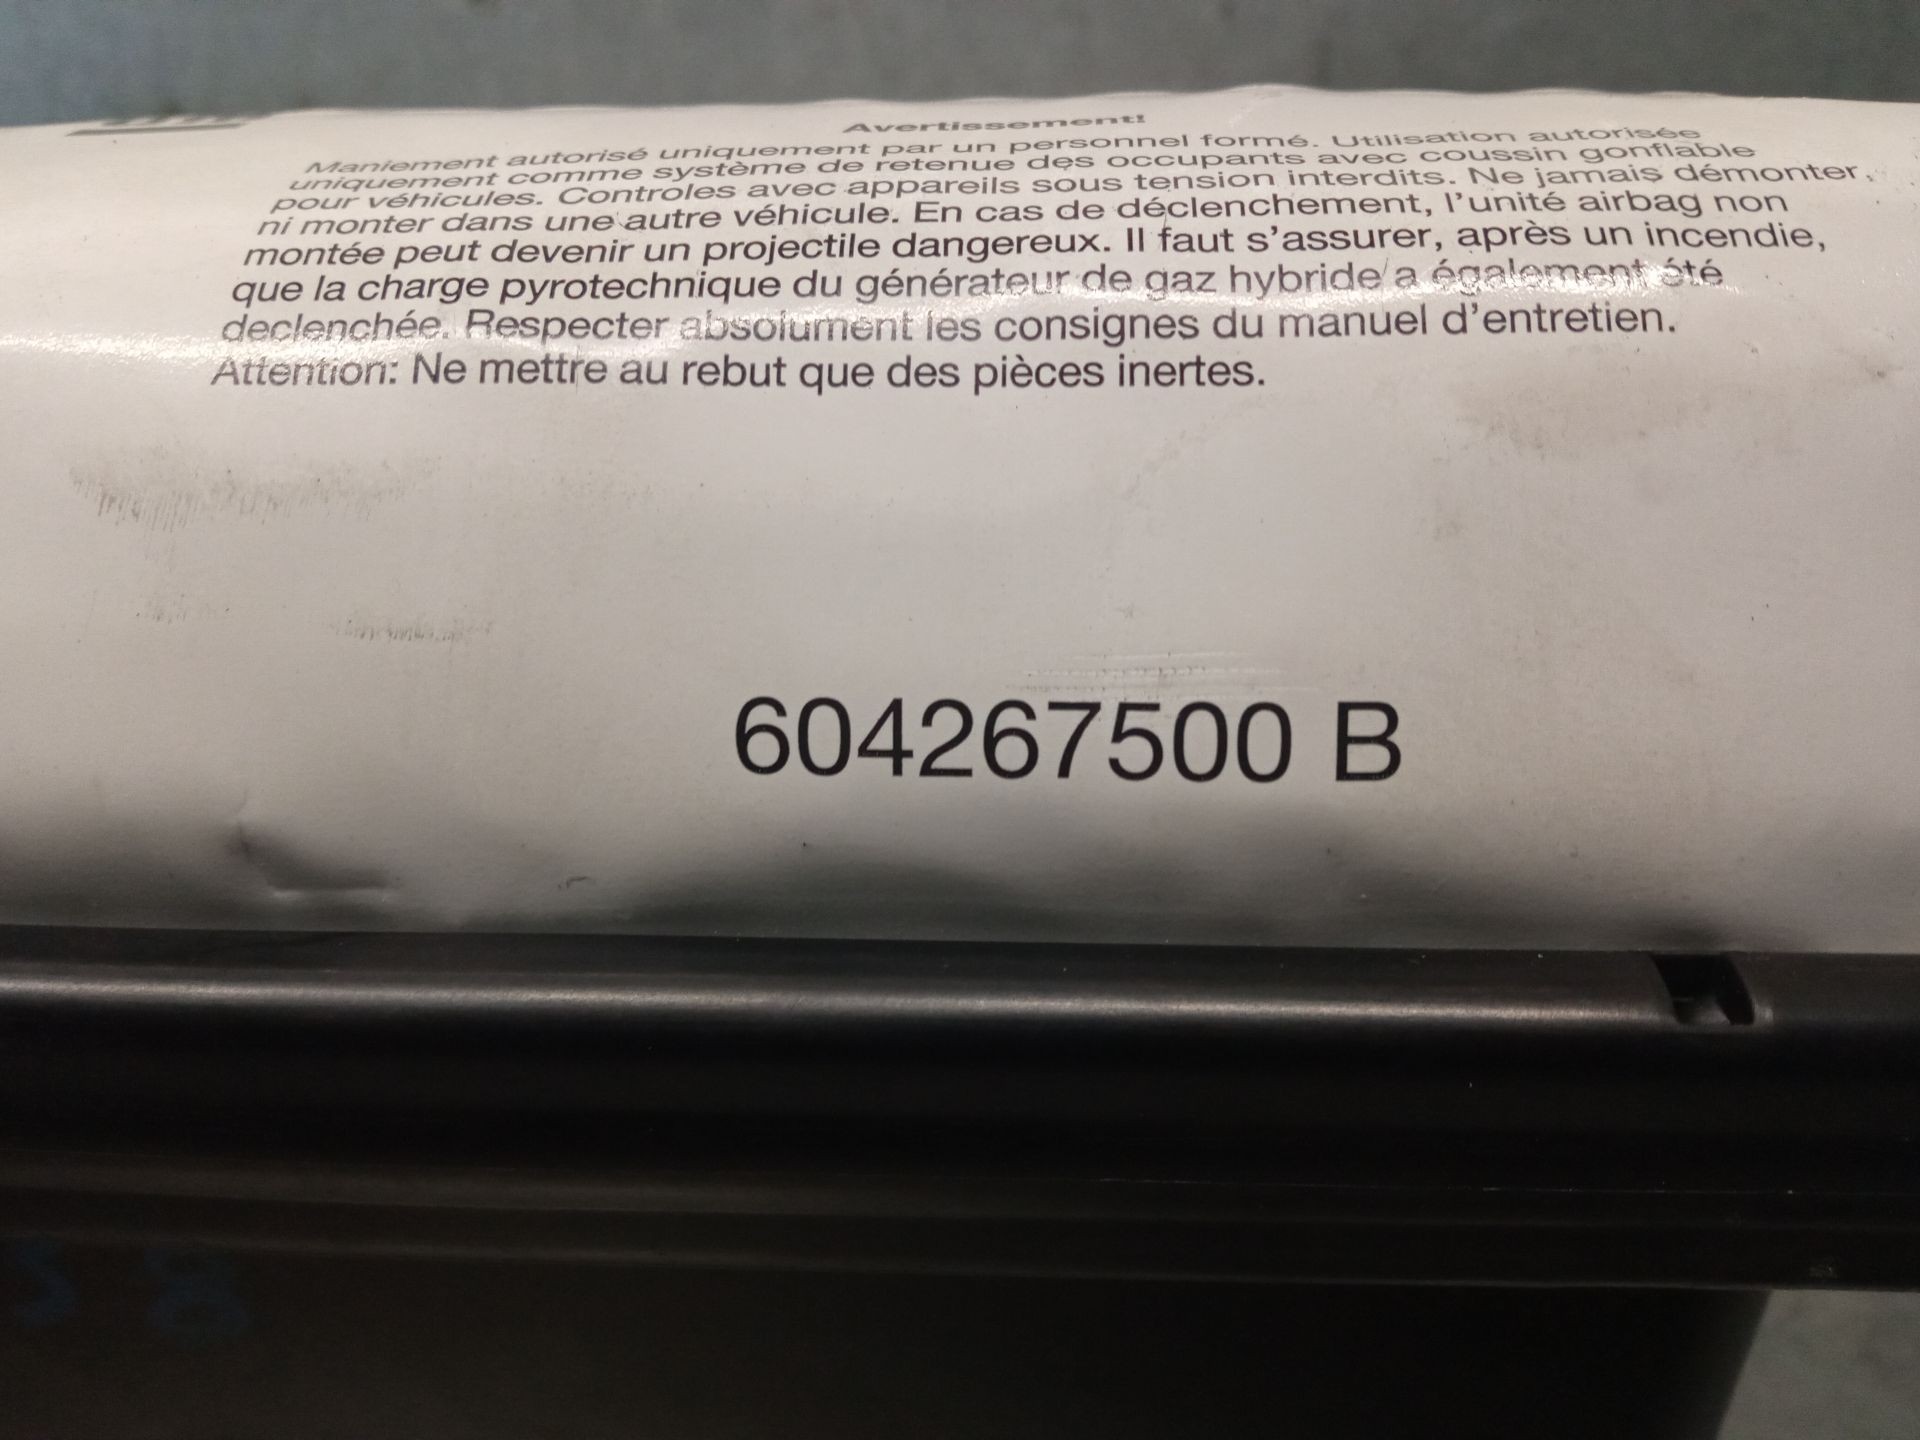 Avertissement!
Maniement autorisé uniquement par un personnel formé. Utilisation autorisée
uniquement comme système de retenue des occupants avec coussin gonflable
pour véhicules. Controles avec appareils sous tension interdits. Ne jamais démonter,
ni monter dans une autre véhicule. En cas de déclenchement, l'unité airbag non
montée peut devenir un projectile dangereux. Il faut s'assurer, après un incendie,
que la charge pyrotechnique du générateur de gaz hybride a également été
declenchée. Respecter absolument les consignes du manuel d'entretien.
Attention: Ne mettre au rebut que des pièces inertes.
604267500 B